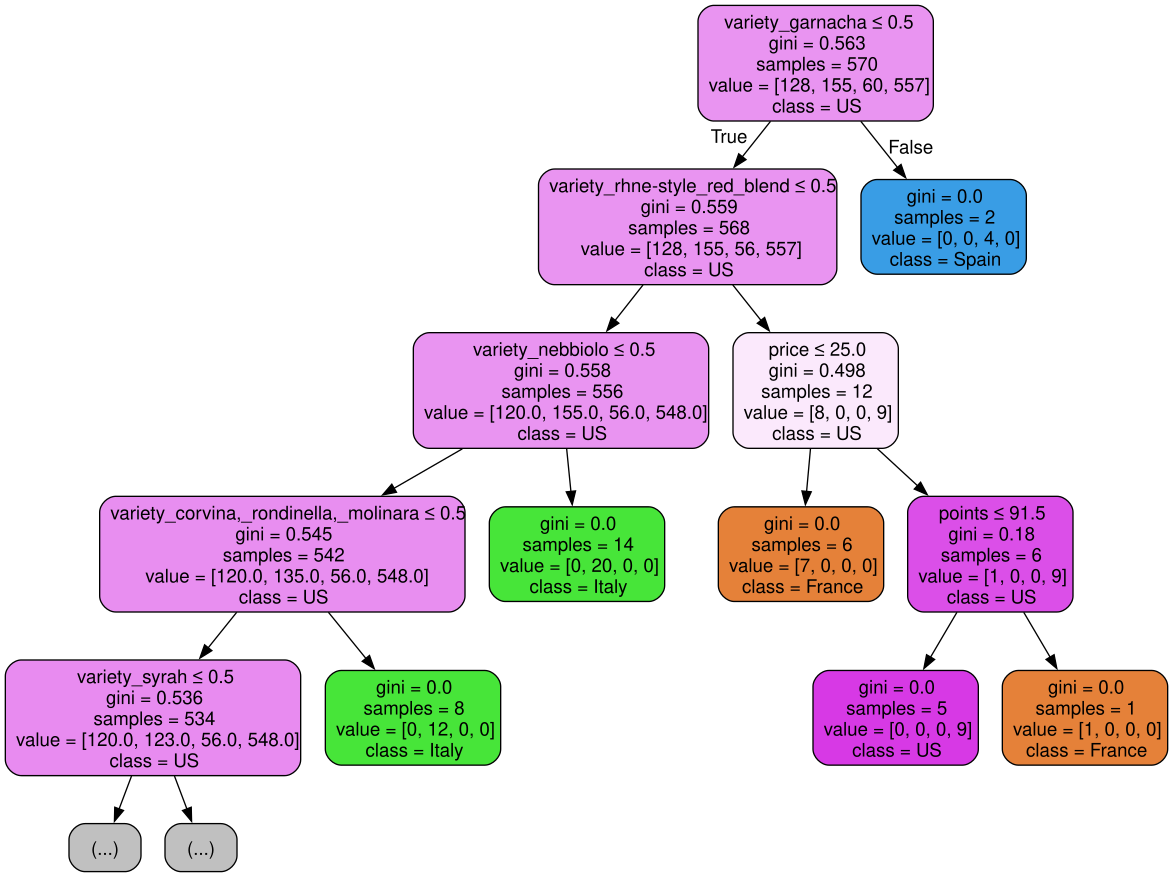 variety_garnacha ≤ 0.5
gini = 0.563
samples = 570
value = [128, 155, 60, 557]
class = US
True
False
variety_rhne-style_red_blend ≤ 0.5
gini = 0.559
samples = 568
value = [128, 155, 56, 557]
class = US
gini = 0.0
samples = 2
value = [0, 0, 4, 0]
class = Spain
variety_nebbiolo ≤ 0.5
gini = 0.558
samples = 556
value = [120.0, 155.0, 56.0, 548.0]
class = US
price ≤ 25.0
gini = 0.498
samples = 12
value = [8, 0, 0, 9]
class = US
variety_corvina,_rondinella,_molinara ≤ 0.5
gini = 0.545
samples = 542
value = [120.0, 135.0, 56.0, 548.0]
class = US
gini = 0.0
samples = 14
value = [0, 20, 0, 0]
class = Italy
gini = 0.0
samples = 6
value = [7, 0, 0, 0]
class = France
points ≤ 91.5
gini = 0.18
samples = 6
value = [1, 0, 0, 9]
class = US
variety_syrah ≤ 0.5
gini = 0.536
samples = 534
value = [120.0, 123.0, 56.0, 548.0]
class = US
gini = 0.0
samples = 8
value = [0, 12, 0, 0]
class = Italy
gini = 0.0
samples = 5
value = [0, 0, 0, 9]
class = US
gini = 0.0
samples = 1
value = [1, 0, 0, 0]
class = France
(...)
(...)